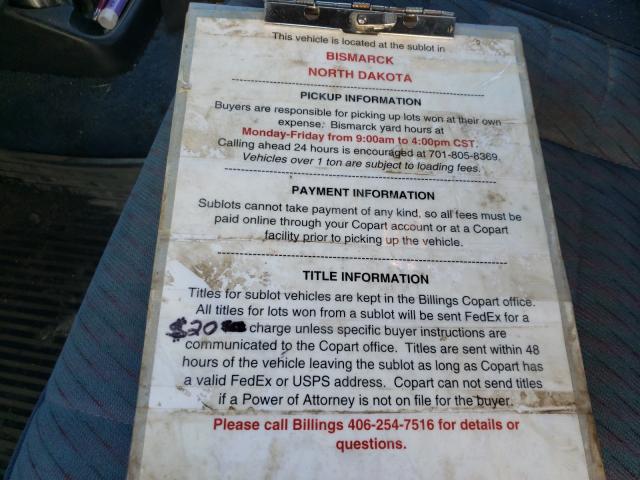 This vehicle is located at the sublot in
BISMARCK
NORTH DAKOTA
PICKUP INFORMATION
Buyers are responsible for picking up lots won at their own
expense. Bismarck yard hours at
Monday-Friday from 9:00am to 4:00pm CST.
Calling ahead 24 hours is encouraged at 701-805-8369.
Vehicles over 1 ton are subject to loading fees.
PAYMENT INFORMATION
Sublots cannot take payment of any kind, so all fees must be
paid online through your Copart account or at a Copart
facility prior to picking up the vehicle.
TITLE INFORMATION
Titles for sublot vehicles are kept in the Billings Copart office.
All titles for lots won from a sublot will be sent FedEx for a
$20 charge unless specific buyer instructions are
communicated to the Copart office. Titles are sent within 48
hours of the vehicle leaving the sublot as long as Copart has
a valid FedEx or USPS address. Copart can not send titles
if a Power of Attorney is not on file for the buyer.
Please call Billings 406-254-7516 for details or
questions.